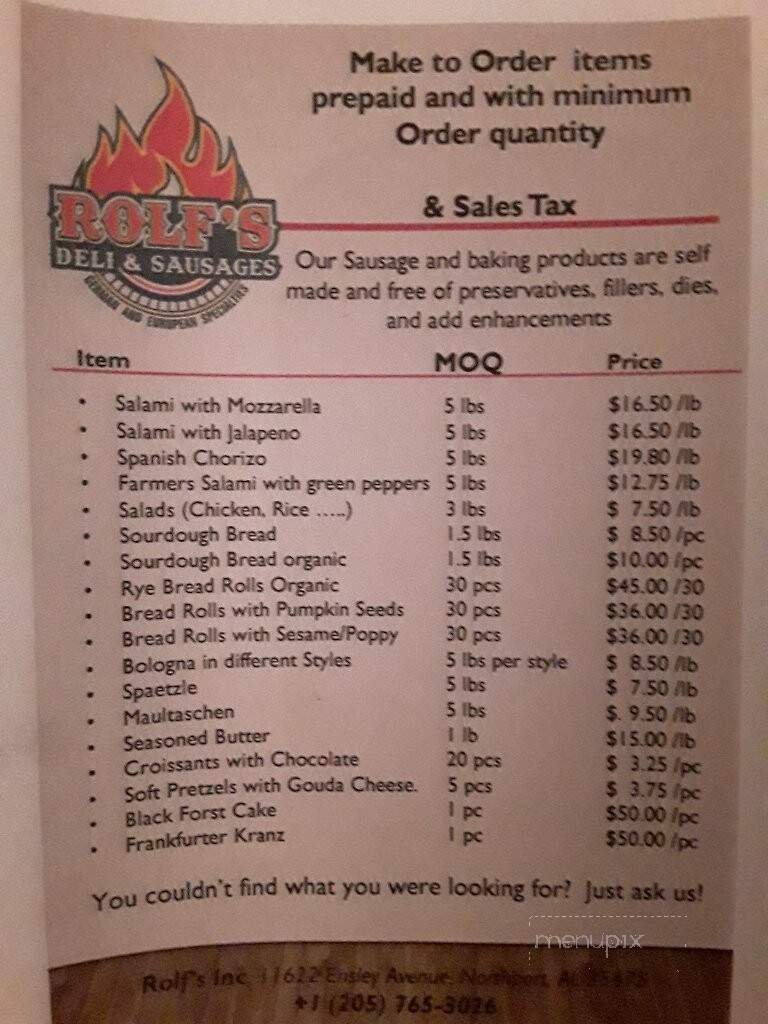 Make to Order items
prepaid and with minimum
Order quantity
& Sales Tax
ROLF'S
DELI & SAUSAGES
GERMAN AND EUROPEAN SPECIALTIES
Our Sausage and baking products are self
made and free of preservatives, fillers, dies,
and add enhancements
Item MOQ Price
• Salami with Mozzarella 5 lbs $16.50 /lb
• Salami with Jalapeno 5 lbs $16.50 /lb
• Spanish Chorizo 5 lbs $19.80 /lb
• Farmers Salami with green peppers 5 lbs $12.75 /lb
• Salads (Chicken, Rice .....) 3 lbs $ 7.50 /lb
• Sourdough Bread 1.5 lbs $ 8.50 /pc
• Sourdough Bread organic 1.5 lbs $10.00 /pc
• Rye Bread Rolls Organic 30 pcs $45.00 /30
• Bread Rolls with Pumpkin Seeds 30 pcs $36.00 /30
• Bread Rolls with Sesame/Poppy 30 pcs $36.00 /30
• Bologna in different Styles 5 lbs per style $ 8.50 /lb
• Spaetzle 5 lbs $ 7.50 /lb
• Maultaschen 5 lbs $. 9.50 /lb
• Seasoned Butter 1 lb $15.00 /lb
• Croissants with Chocolate 20 pcs $ 3.25 /pc
• Soft Pretzels with Gouda Cheese. 5 pcs $ 3.75 /pc
• Black Forst Cake 1 pc $50.00 /pc
• Frankfurter Kranz 1 pc $50.00 /pc
You couldn't find what you were looking for? Just ask us!
menupix
Rolf's Inc, 11622 Ensley Avenue, Northport, AL 35475
+1 (205) 765-3026